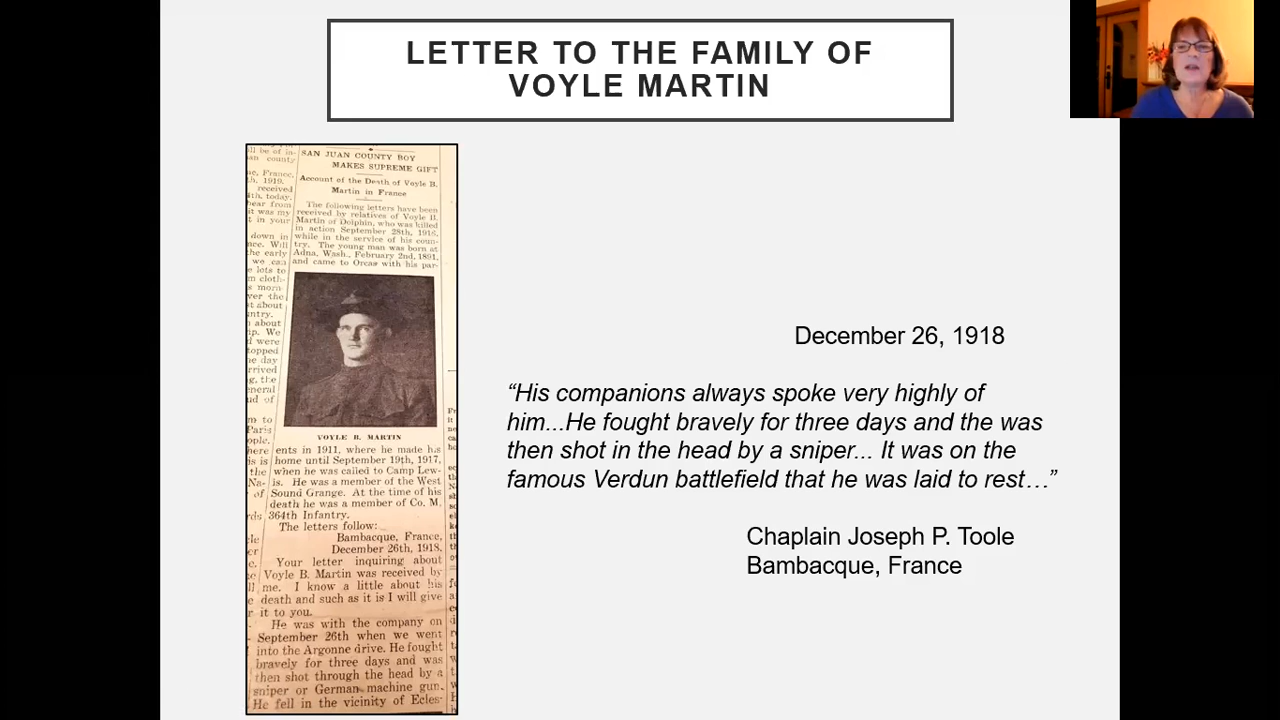 LETTER TO THE FAMILY OF
VOYLE MARTIN
SAN JUAN COUNTY BOY
MAKES SUPREME GIFT
Account of the Death of Voyle B.
Martin in France
The following letters have been
received by relatives of Voyle B.
Martin of Dolphin, who was killed
in action September 28th, 1918,
while in the service of his coun-
try. The young man was born at
Adna, Wash., February 2nd, 1891,
and came to Orcas with his par-
VOYLE B. MARTIN
ents in 1911, where he made his
home until September 19th, 1917,
when he was called to Camp Lew-
is. He was a member of the West
Sound Grange. At the time of his
death he was a member of Co. M.
364th Infantry.
The letters follow:
Bambacque, France,
December 26th, 1918.
Your letter inquiring about
Voyle B. Martin was received by
me. I know a little about his
death and such as it is I will give
it to you.
He was with the company on
September 26th when we went
into the Argonne drive. He fought
bravely for three days and was
then shot through the head by a
sniper or German machine gun.
He fell in the vicinity of Ecles-
December 26, 1918
“His companions always spoke very highly of
him...He fought bravely for three days and the was
then shot in the head by a sniper... It was on the
famous Verdun battlefield that he was laid to rest…”
Chaplain Joseph P. Toole
Bambacque, France